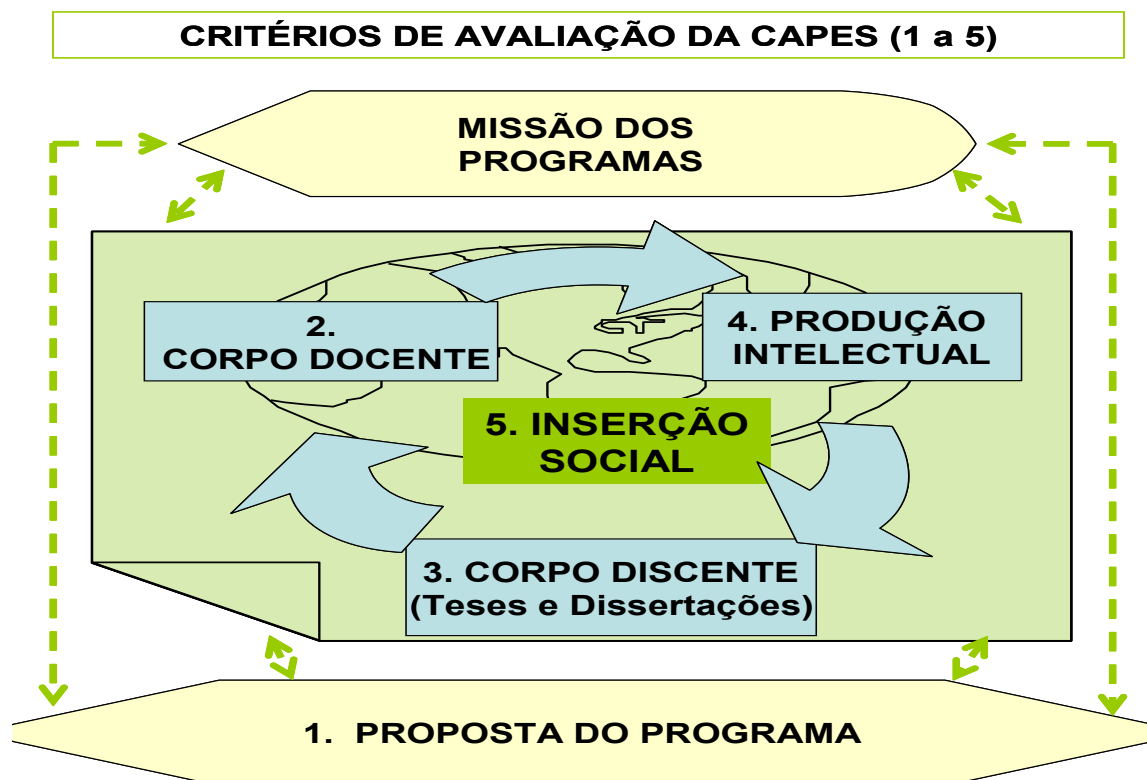 CRITÉRIOS DE AVALIAÇÃO DA CAPES (1 a 5)
MISSÃO DOS
PROGRAMAS
2.
CORPO DOCENTE
4. PRODUÇÃO
INTELECTUAL
5. INSERÇÃO
SOCIAL
3. CORPO DISCENTE
(Teses e Dissertações)
1. PROPOSTA DO PROGRAMA